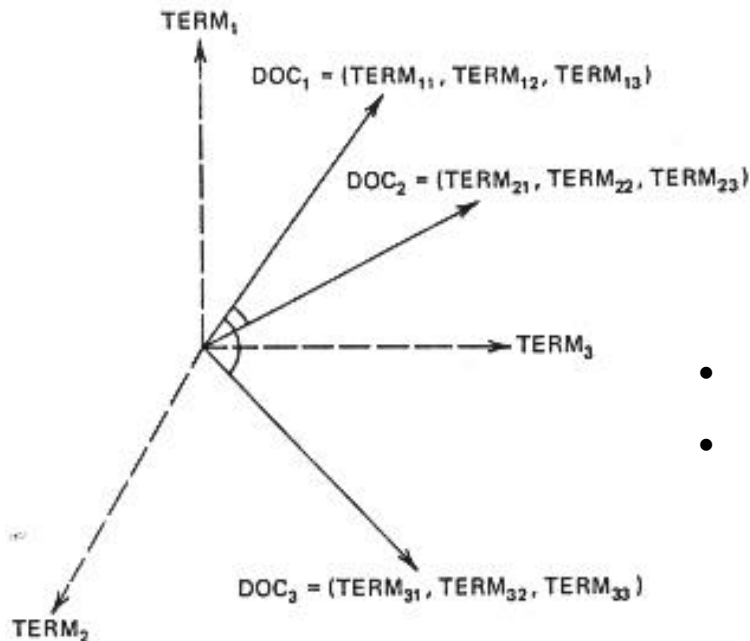 TERM₁
DOC₁ = (TERM₁₁, TERM₁₂, TERM₁₃)
DOC₂ = (TERM₂₁, TERM₂₂, TERM₂₃)
TERM₃
DOC₃ = (TERM₃₁, TERM₃₂, TERM₃₃)
TERM₂